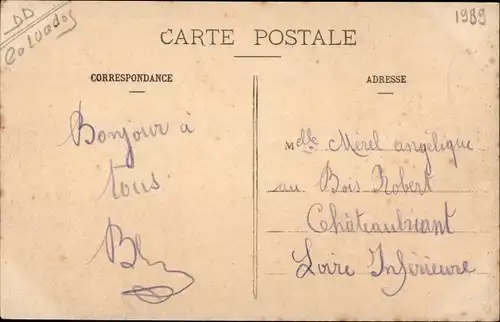 DD
Calvados
1989
CARTE POSTALE
CORRESPONDANCE
ADRESSE
Bonjour à
tous.
Melle Merel angélique
au Bois Robert
Châteaubriant
Loire Inférieure